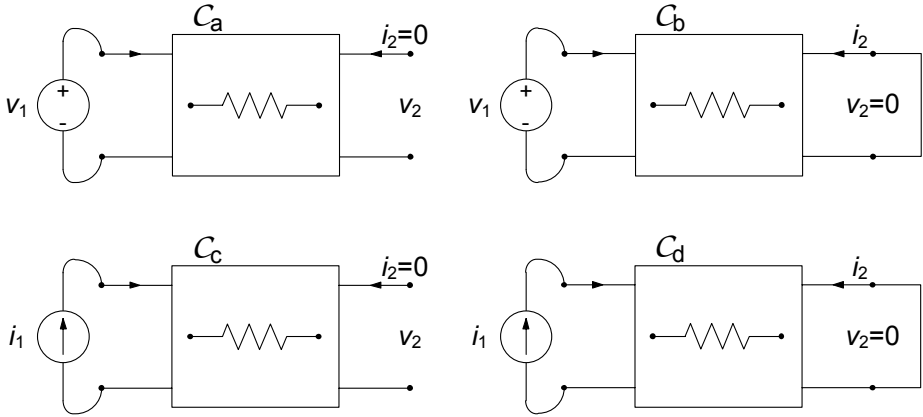 Ca Cb
i2=0 i2
v1 + - v2 v1 + - v2=0
Cc Cd
i2=0 i2
i1 v2 i1 v2=0